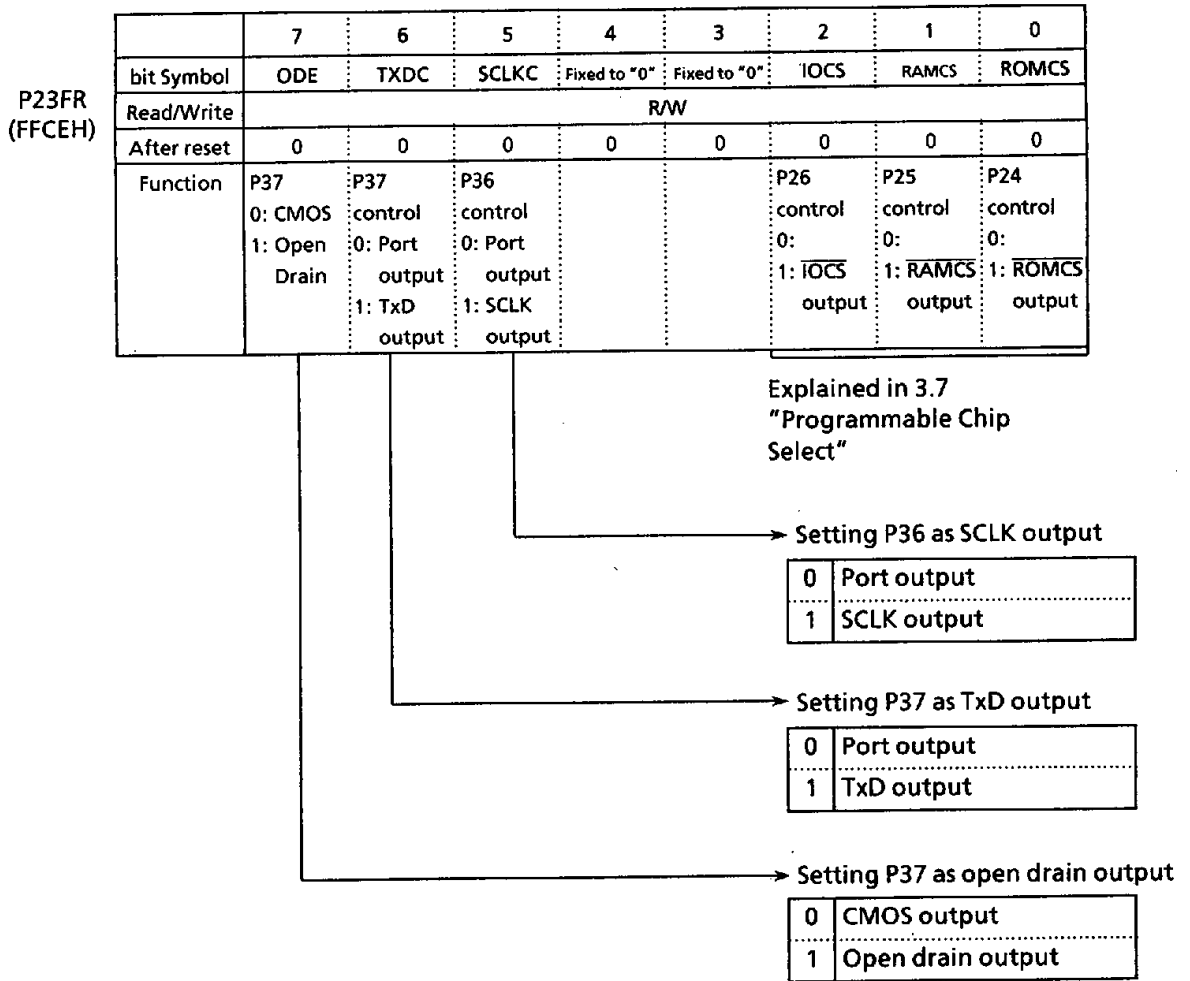 7 6 5 4 3 2 1 0
bit Symbol ODE TXDC SCLKC Fixed to "0" Fixed to "0" IOCS RAMCS ROMCS
P23FR
(FFCEH)
Read/Write R/W
After reset 0 0 0 0 0 0 0 0
Function P37 P37 P36 P26 P25 P24
0: CMOS control control control control control
1: Open 0: Port 0: Port 0: 0: 0:
Drain output output 1: IOCS 1: RAMCS 1: ROMCS
1: TxD 1: SCLK output output output
output output
Explained in 3.7
"Programmable Chip
Select"
Setting P36 as SCLK output
0 Port output
1 SCLK output
Setting P37 as TxD output
0 Port output
1 TxD output
Setting P37 as open drain output
0 CMOS output
1 Open drain output